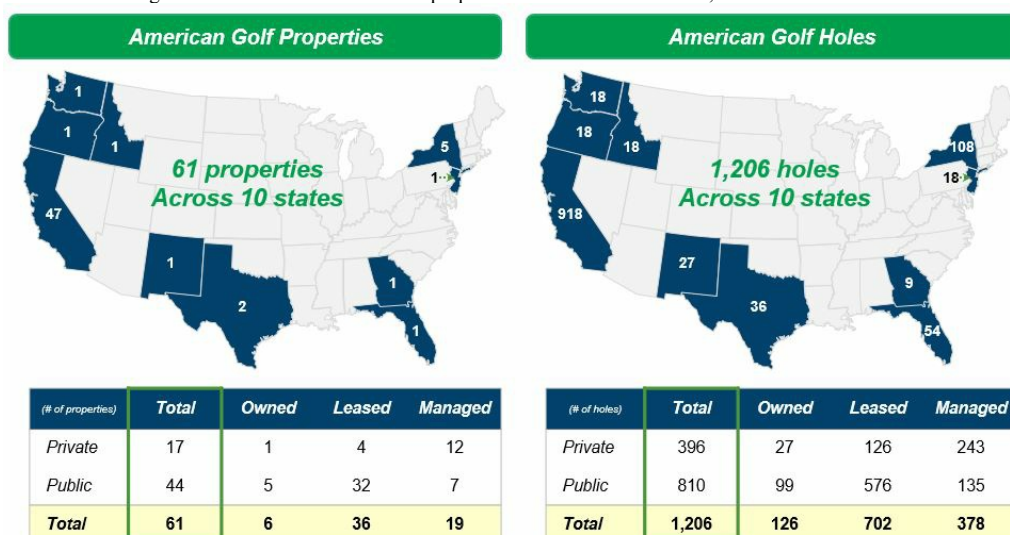 American Golf Properties
1
1
1
5
1
47
61 properties
Across 10 states
1
2
1
1
(# of properties) Total Owned Leased Managed
Private 17 1 4 12
Public 44 5 32 7
Total 61 6 36 19
American Golf Holes
18
18
18
108
18
918
1,206 holes
Across 10 states
27
36
9
54
(# of holes) Total Owned Leased Managed
Private 396 27 126 243
Public 810 99 576 135
Total 1,206 126 702 378